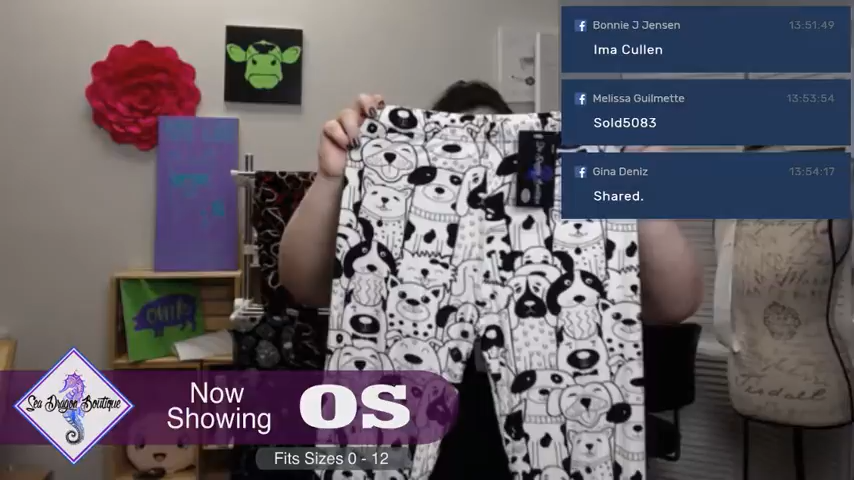 Bonnie J Jensen 13:51:49
Ima Cullen
Melissa Guilmette 13:53:54
Sold5083
Gina Deniz 13:54:17
Shared.
Sea Dragon Boutique
Now
Showing
OS
Fits Sizes 0 - 12